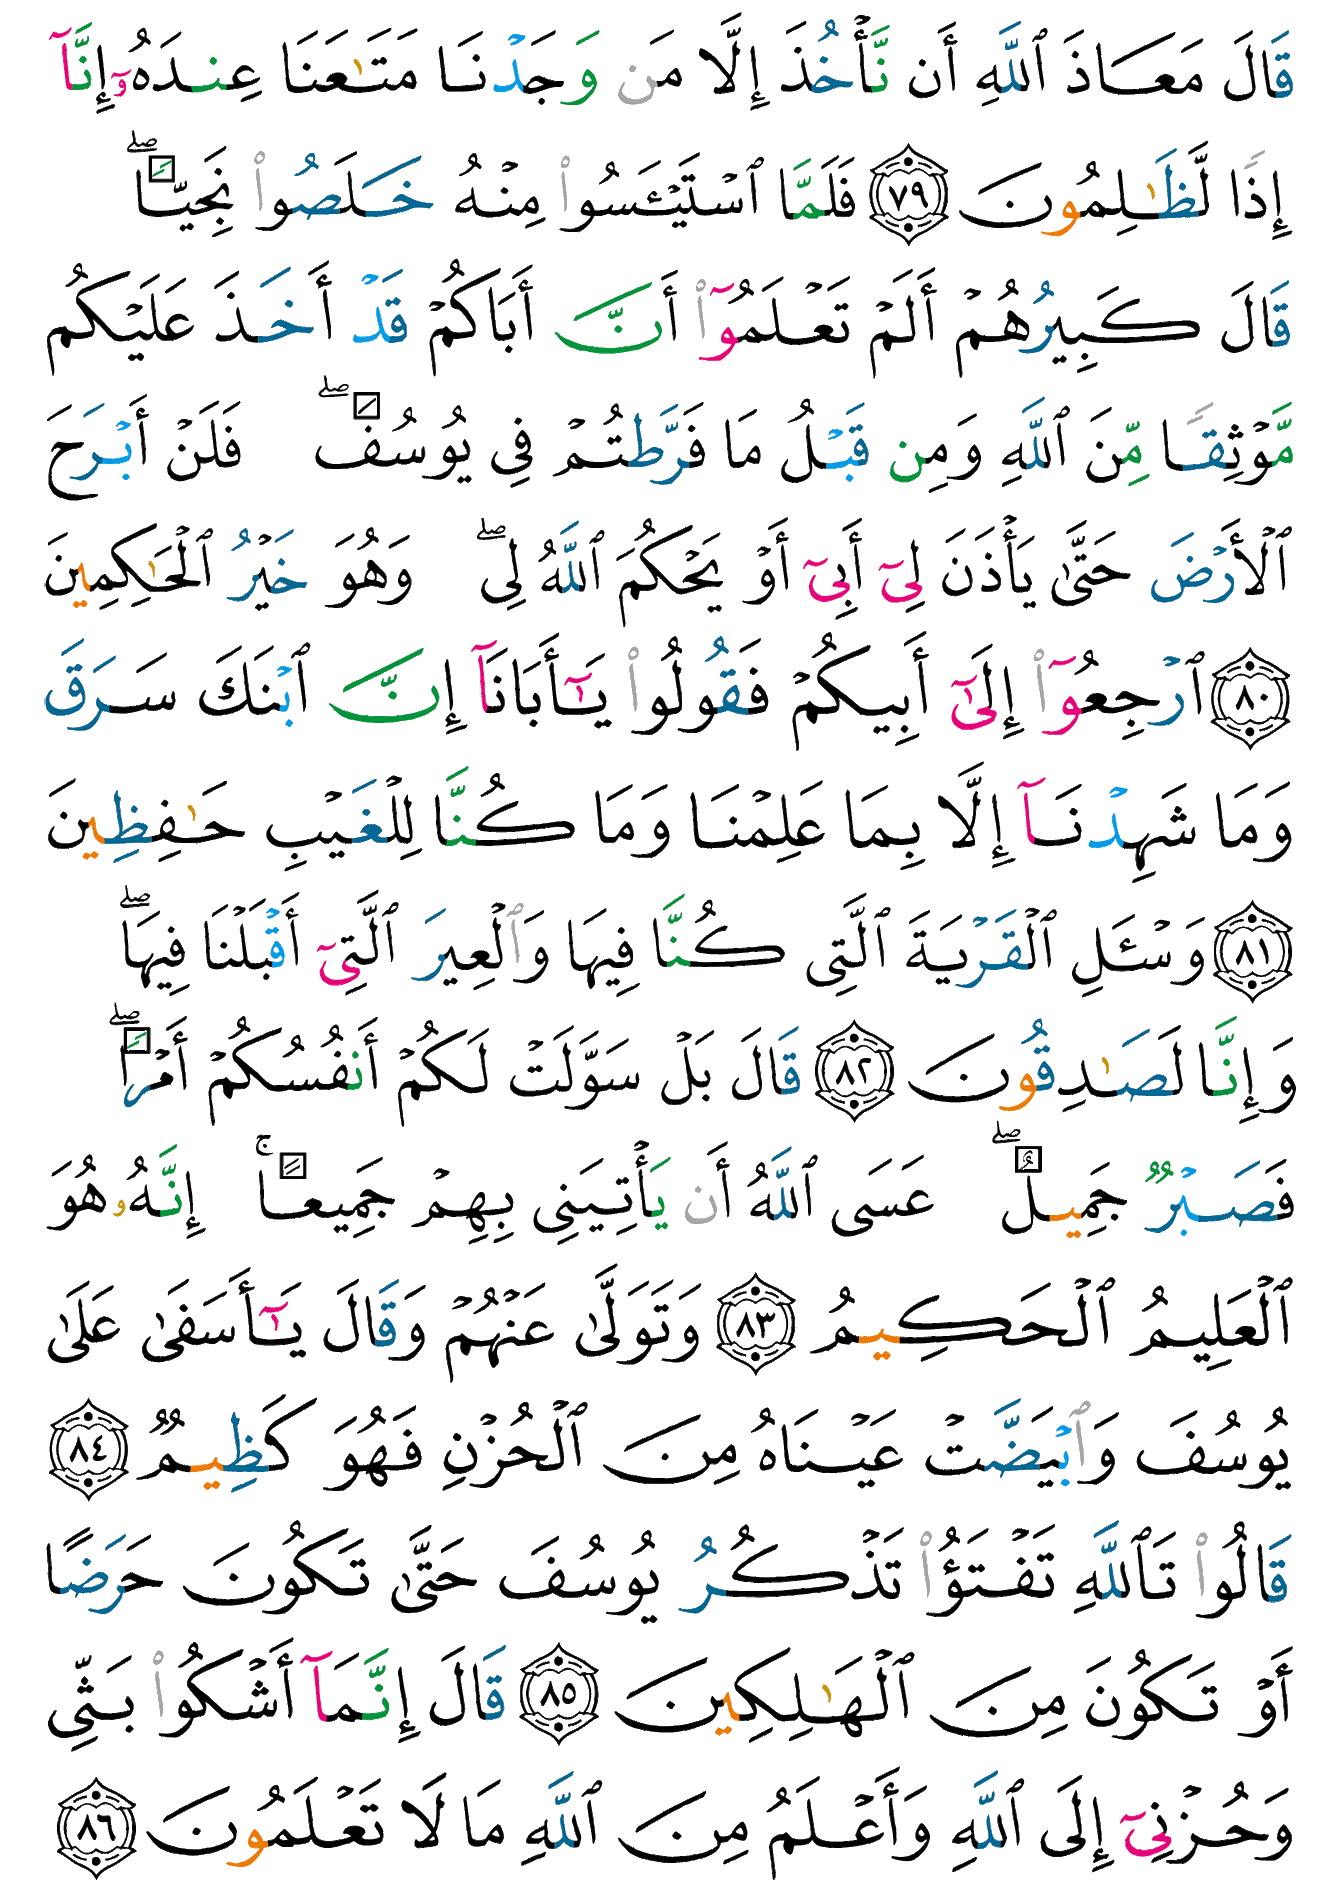 قَالَ مَعَاذَ ٱللَّهِ أَن نَّأۡخُذَ إِلَّا مَن وَجَدۡنَا مَتَـٰعَنَا عِندَهُۥٓ إِنَّآ
إِذٗا لَّظَـٰلِمُونَ ٧٩ فَلَمَّا ٱسۡتَيۡـَٔسُواْ مِنۡهُ خَلَصُواْ نَجِيّٗاۖ
قَالَ كَبِيرُهُمۡ أَلَمۡ تَعۡلَمُوٓاْ أَنَّ أَبَاكُمۡ قَدۡ أَخَذَ عَلَيۡكُم
مَّوۡثِقٗا مِّنَ ٱللَّهِ وَمِن قَبۡلُ مَا فَرَّطتُمۡ فِي يُوسُفَۖ فَلَنۡ أَبۡرَحَ
ٱلۡأَرۡضَ حَتَّىٰ يَأۡذَنَ لِيٓ أَبِيٓ أَوۡ يَحۡكُمَ ٱللَّهُ لِيۖ وَهُوَ خَيۡرُ ٱلۡحَـٰكِمِينَ
٨٠ ٱرۡجِعُوٓاْ إِلَىٰٓ أَبِيكُمۡ فَقُولُواْ يَـٰٓأَبَانَآ إِنَّ ٱبۡنَكَ سَرَقَ
وَمَا شَهِدۡنَآ إِلَّا بِمَا عَلِمۡنَا وَمَا كُنَّا لِلۡغَيۡبِ حَـٰفِظِينَ
٨١ وَسۡـَٔلِ ٱلۡقَرۡيَةَ ٱلَّتِي كُنَّا فِيهَا وَٱلۡعِيرَ ٱلَّتِيٓ أَقۡبَلۡنَا فِيهَاۖ
وَإِنَّا لَصَـٰدِقُونَ ٨٢ قَالَ بَلۡ سَوَّلَتۡ لَكُمۡ أَنفُسُكُمۡ أَمۡرٗاۖ
فَصَبۡرٞ جَمِيلٌۖ عَسَى ٱللَّهُ أَن يَأۡتِيَنِي بِهِمۡ جَمِيعًاۚ إِنَّهُۥ هُوَ
ٱلۡعَلِيمُ ٱلۡحَكِيمُ ٨٣ وَتَوَلَّىٰ عَنۡهُمۡ وَقَالَ يَـٰٓأَسَفَىٰ عَلَىٰ
يُوسُفَ وَٱبۡيَضَّتۡ عَيۡنَاهُ مِنَ ٱلۡحُزۡنِ فَهُوَ كَظِيمٞ ٨٤
قَالُواْ تَٱللَّهِ تَفۡتَؤُاْ تَذۡكُرُ يُوسُفَ حَتَّىٰ تَكُونَ حَرَضًا
أَوۡ تَكُونَ مِنَ ٱلۡهَـٰلِكِينَ ٨٥ قَالَ إِنَّمَآ أَشۡكُواْ بَثِّي
وَحُزۡنِيٓ إِلَى ٱللَّهِ وَأَعۡلَمُ مِنَ ٱللَّهِ مَا لَا تَعۡلَمُونَ ٨٦